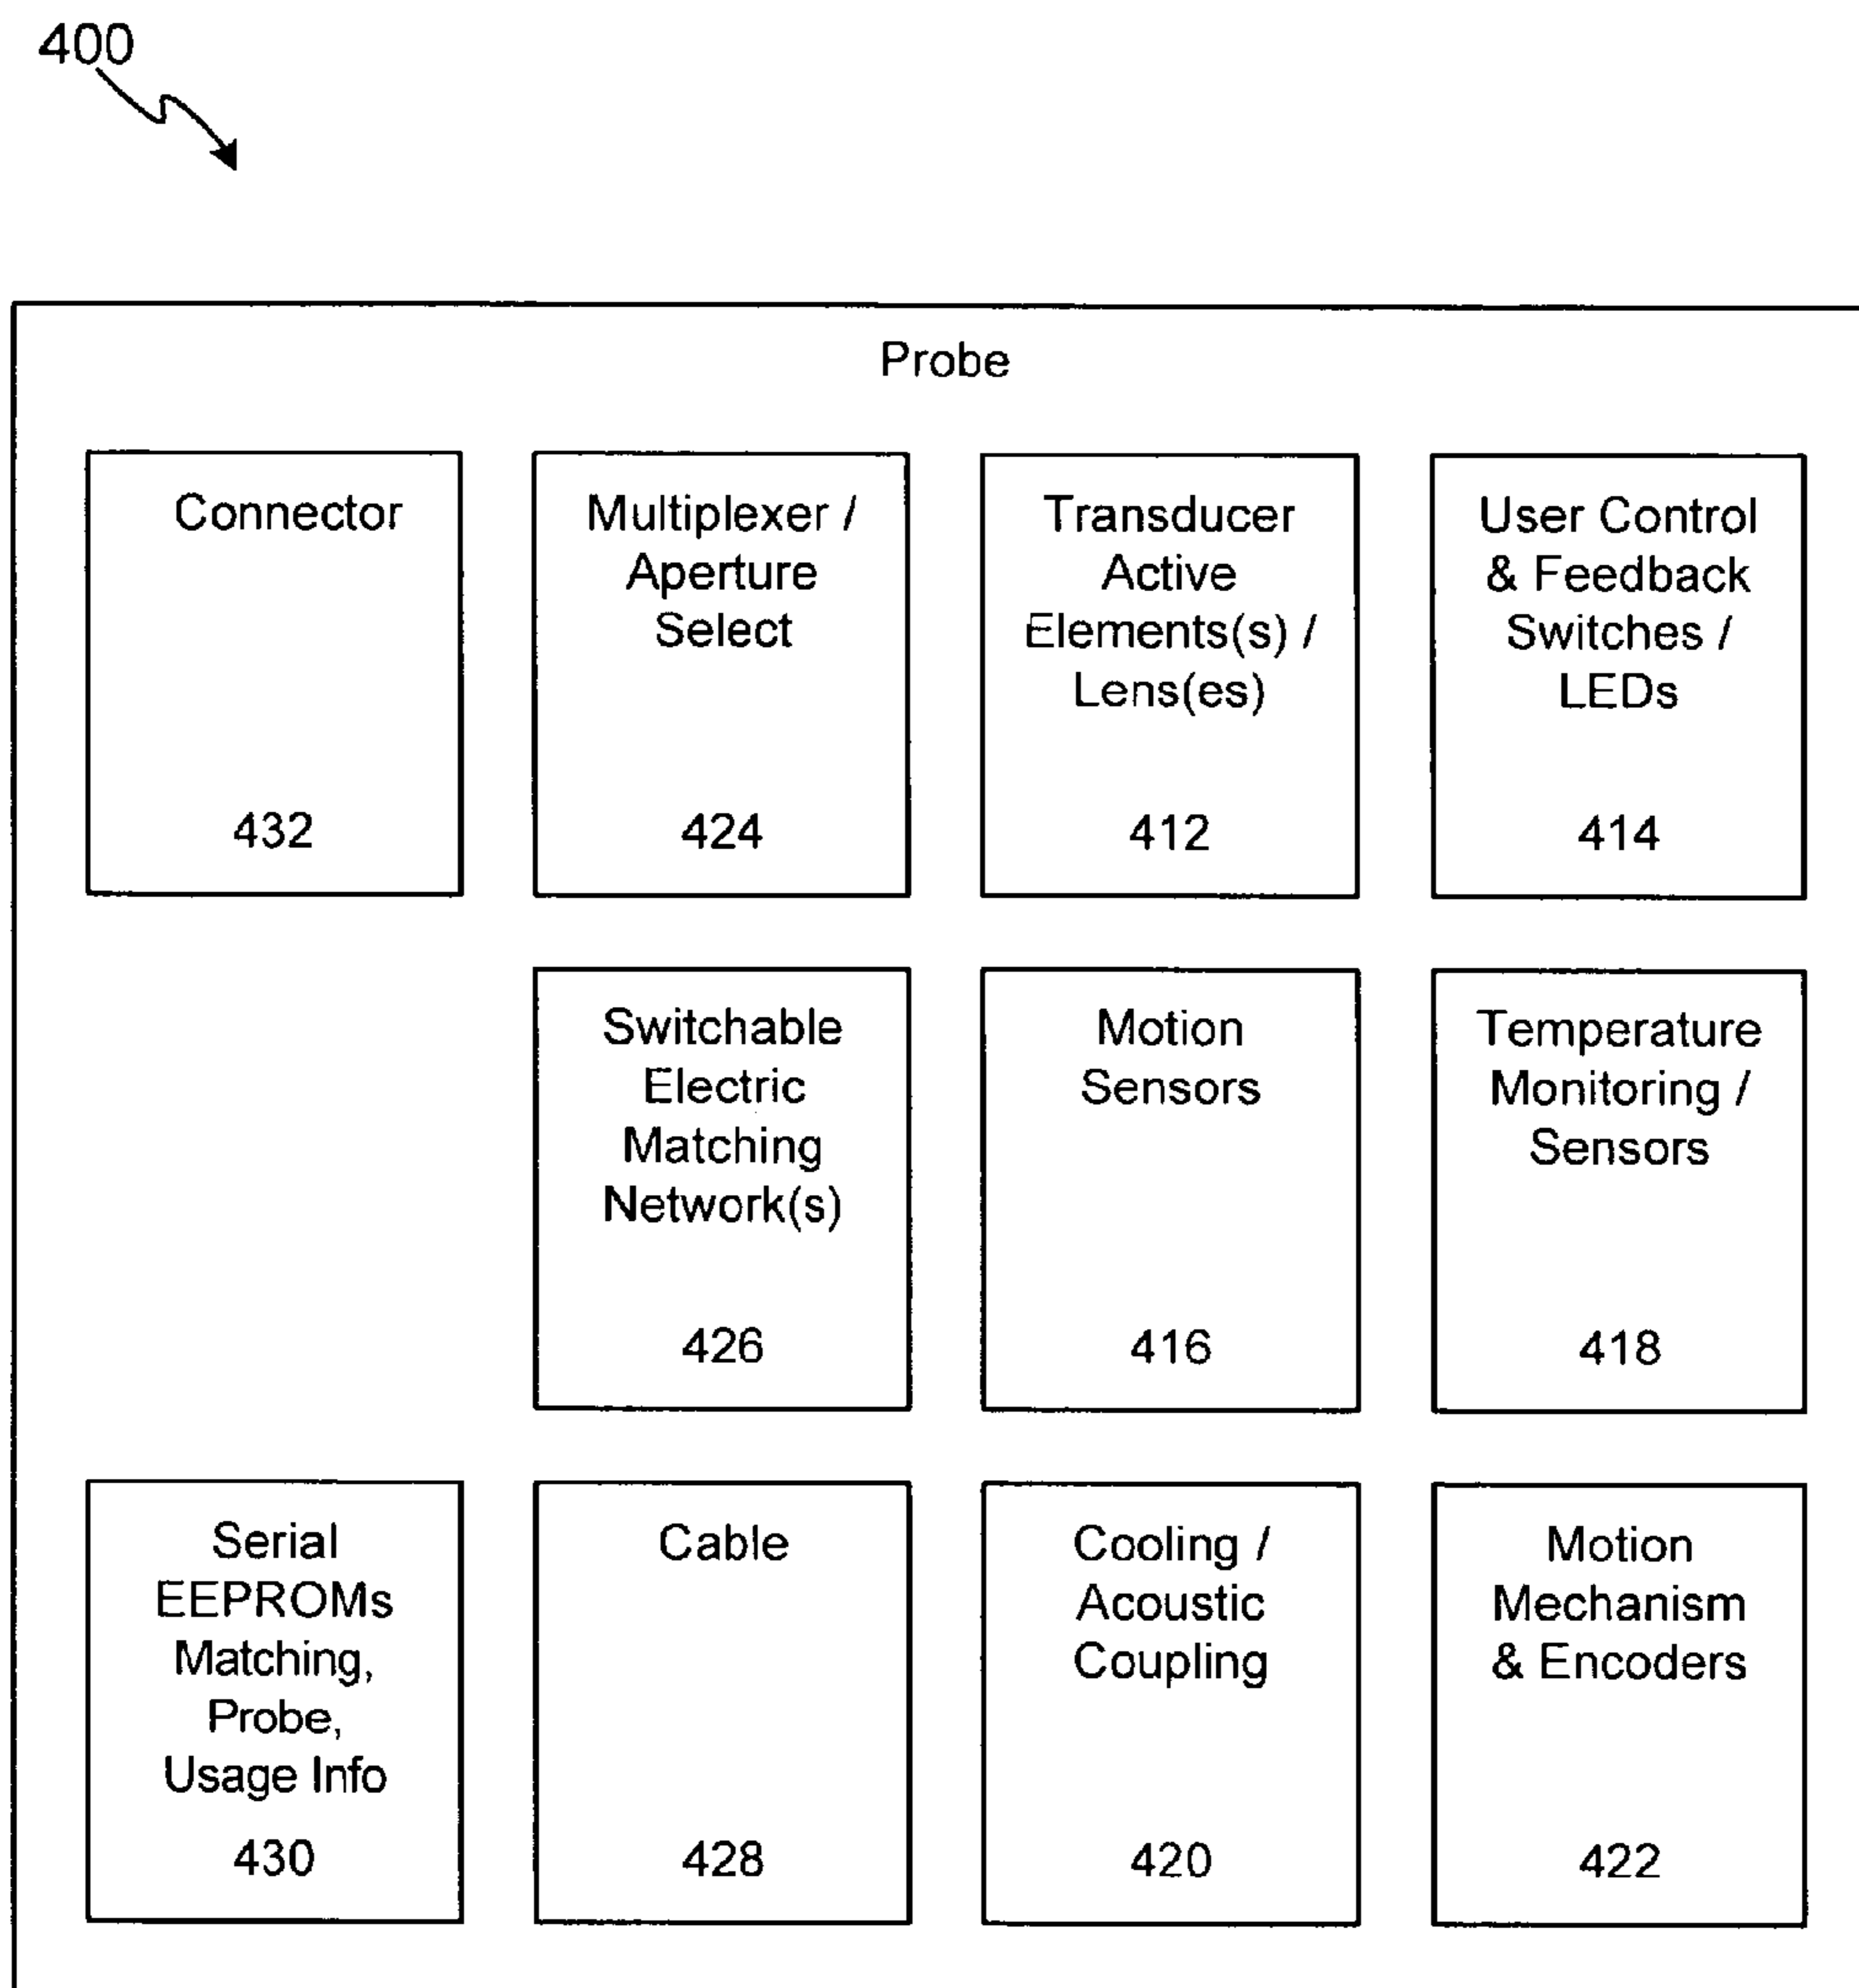 400
Probe
Connector
432
Multiplexer /
Aperture
Select
424
Transducer
Active
Elements(s) /
Lens(es)
412
User Control
& Feedback
Switches /
LEDs
414
Switchable
Electric
Matching
Network(s)
426
Motion
Sensors
416
Temperature
Monitoring /
Sensors
418
Serial
EEPROMs
Matching,
Probe,
Usage Info
430
Cable
428
Cooling /
Acoustic
Coupling
420
Motion
Mechanism
& Encoders
422